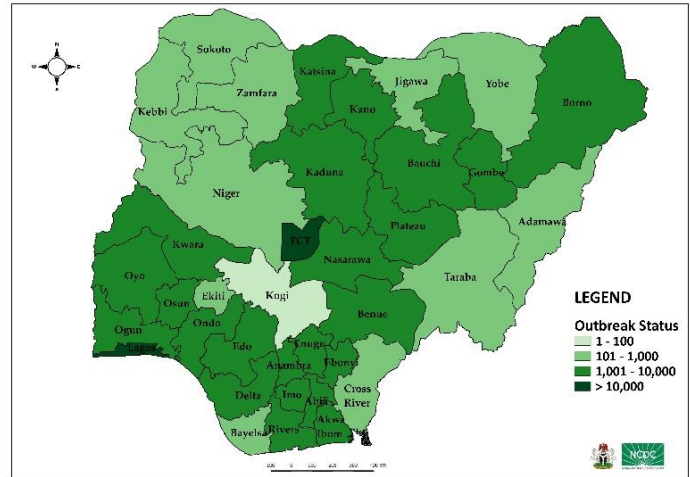 N
W
E
S
Sokoto
Katsina
Jigawa
Yobe
Borno
Zamfara
Kano
Kebbi
Bauchi
Gombe
Kaduna
Niger
Adamawa
Plateau
FCT
Kwara
Nasarawa
Taraba
Oyo
Kogi
Ekiti
Osun
Benue
Ogun
Ondo
Lagos
Edo
Enugu
Ebonyi
Anambra
Cross
River
Delta
Imo
Abia
Akwa
Ibom
Bayelsa
Rivers
LEGEND
Outbreak Status
1 - 100
101 - 1,000
1,001 - 10,000
> 10,000
NCDC